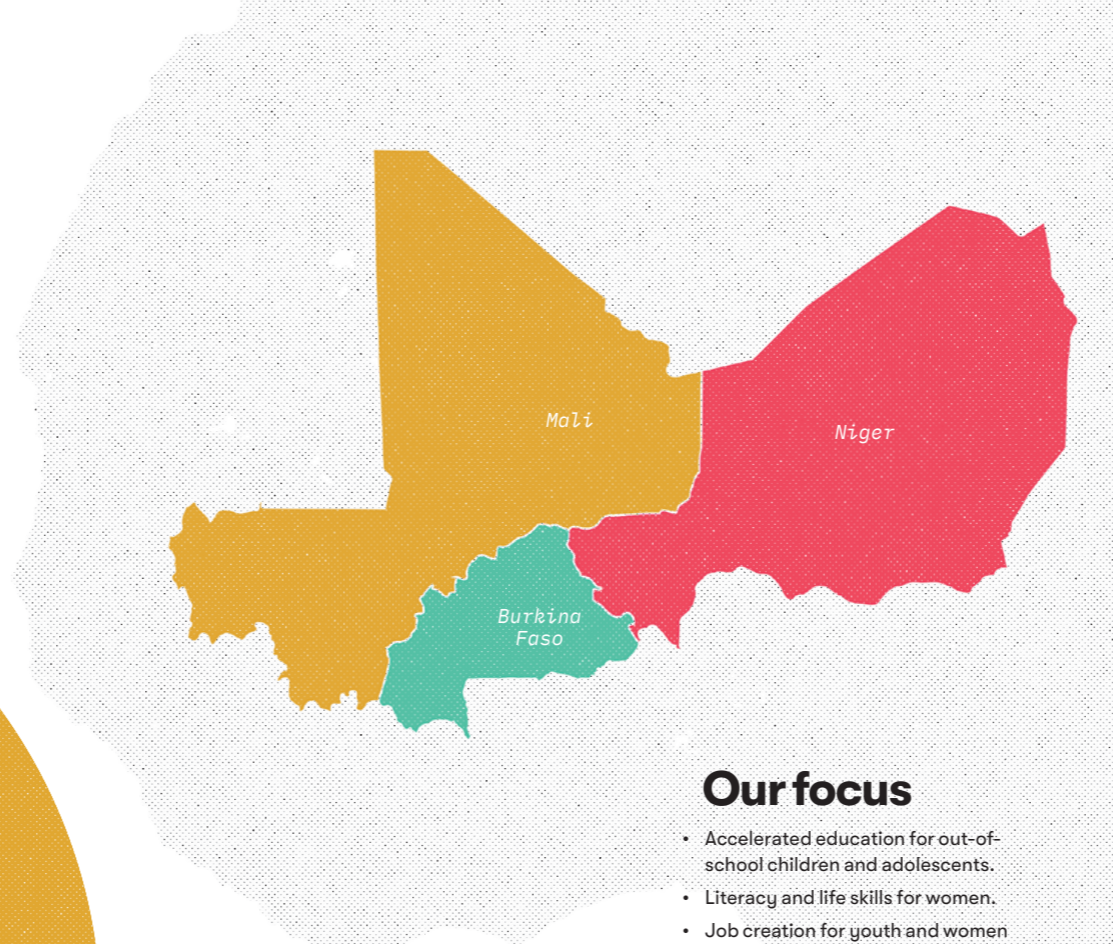 Mali
Niger
Burkina
Faso
Our focus
• Accelerated education for out-of-
school children and adolescents.
• Literacy and life skills for women.
• Job creation for youth and women